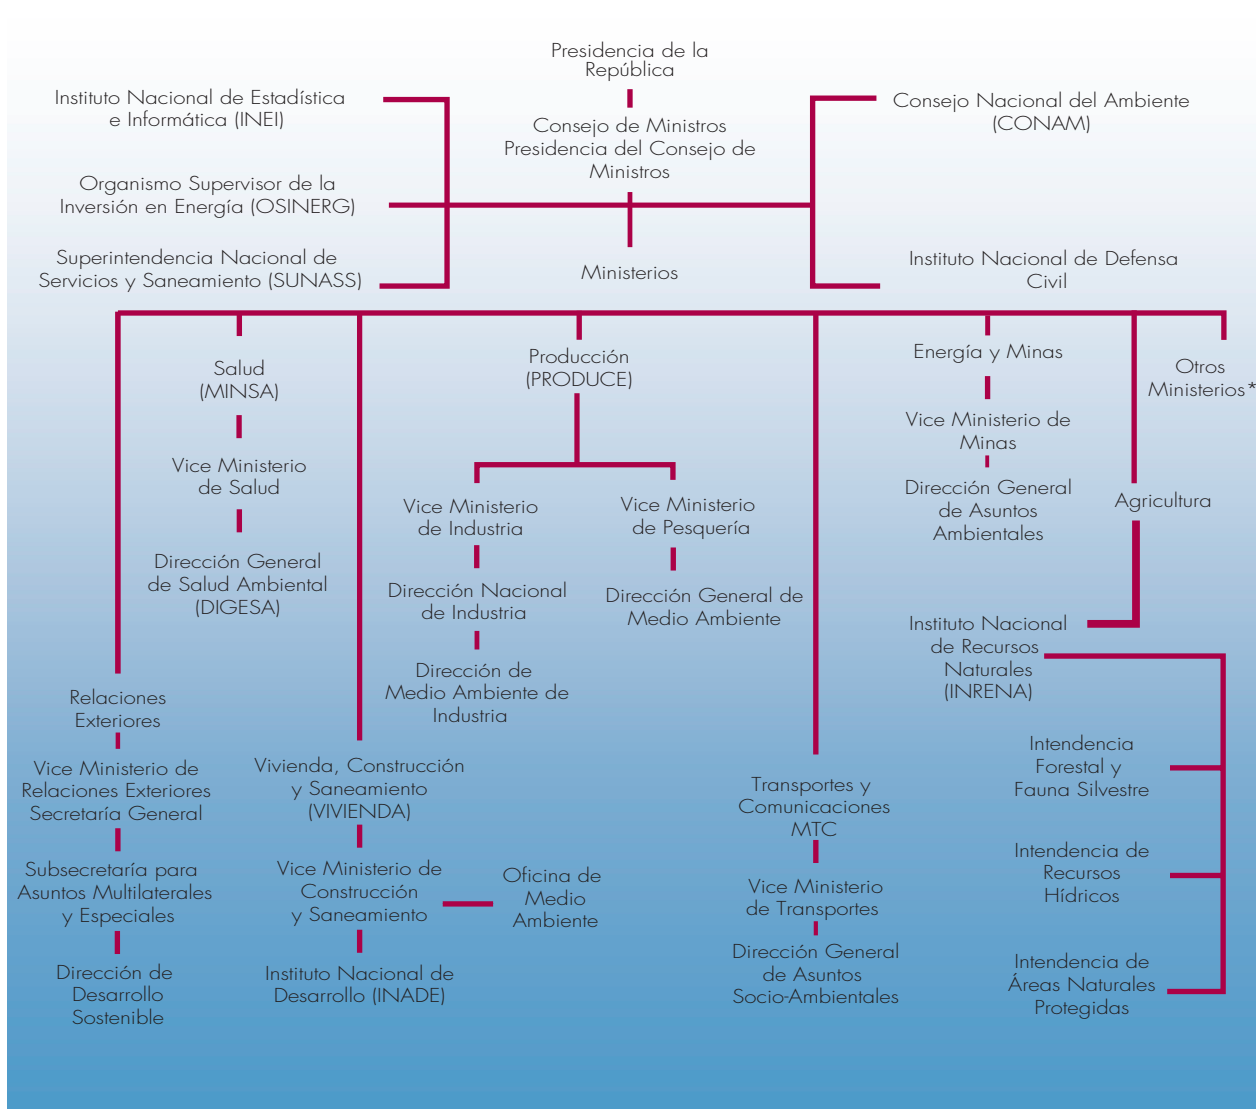 Presidencia de la
República
Instituto Nacional de Estadística
e Informática (INEI)
Consejo de Ministros
Presidencia del Consejo de
Ministros
Consejo Nacional del Ambiente
(CONAM)
Organismo Supervisor de la
Inversión en Energía (OSINERG)
Superintendencia Nacional de
Servicios y Saneamiento (SUNASS)
Ministerios
Instituto Nacional de Defensa
Civil
Salud
(MINSA)
Vice Ministerio
de Salud
Dirección General
de Salud Ambiental
(DIGESA)
Producción
(PRODUCE)
Vice Ministerio
de Industria
Dirección Nacional
de Industria
Dirección de
Medio Ambiente de
Industria
Vice Ministerio
de Pesquería
Dirección General de
Medio Ambiente
Energía y Minas
Vice Ministerio de
Minas
Dirección General
de Asuntos
Ambientales
Otros
Ministerios*
Agricultura
Instituto Nacional
de Recursos
Naturales
(INRENA)
Intendencia
Forestal y
Fauna Silvestre
Intendencia de
Recursos
Hídricos
Intendencia de
Áreas Naturales
Protegidas
Relaciones
Exteriores
Vice Ministerio de
Relaciones Exteriores
Secretaría General
Subsecretaría para
Asuntos Multilaterales
y Especiales
Dirección de
Desarrollo
Sostenible
Vivienda, Construcción
y Saneamiento
(VIVIENDA)
Vice Ministerio de
Construcción
y Saneamiento
Oficina de
Medio
Ambiente
Instituto Nacional de
Desarrollo (INADE)
Transportes y
Comunicaciones
MTC
Vice Ministerio
de Transportes
Dirección General
de Asuntos
Socio-Ambientales